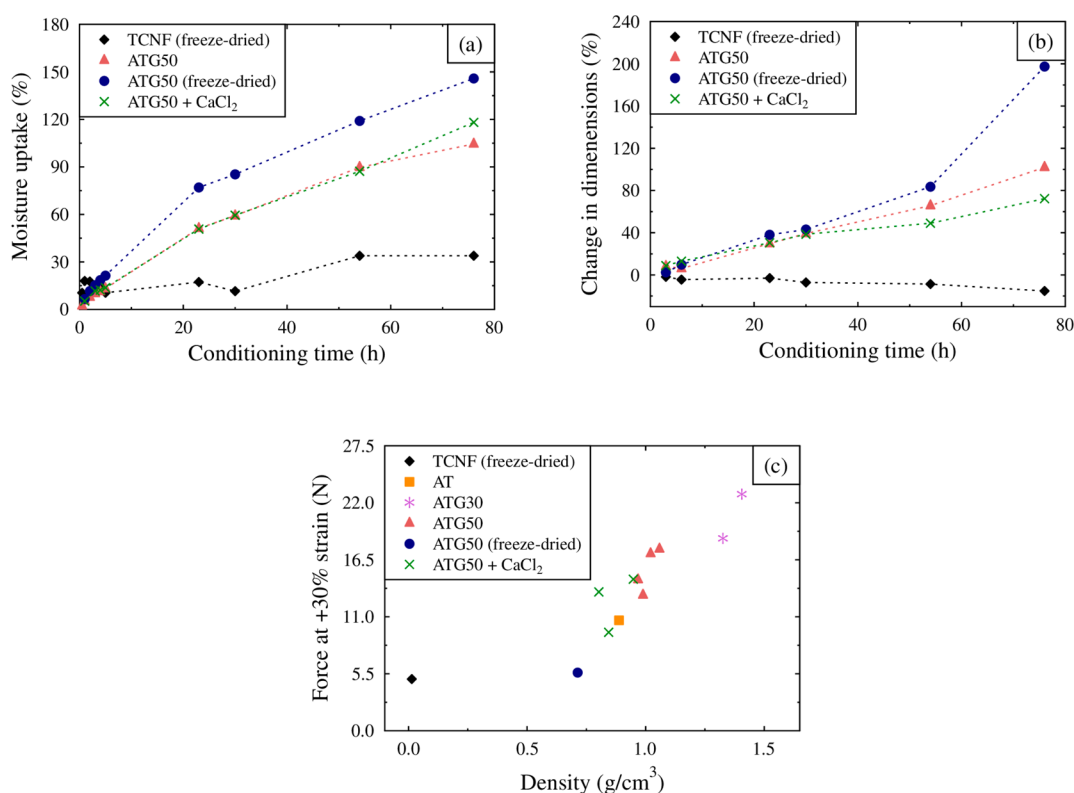 (a)
TCNF (freeze-dried)
ATG50
ATG50 (freeze-dried)
ATG50 + CaCl₂
Moisture uptake (%)
180
150
120
90
60
30
0
0 20 40 60 80
Conditioning time (h)
(b)
TCNF (freeze-dried)
ATG50
ATG50 (freeze-dried)
ATG50 + CaCl₂
Change in dimenensions (%)
240
200
160
120
80
40
0
0 20 40 60 80
Conditioning time (h)
(c)
TCNF (freeze-dried)
AT
ATG30
ATG50
ATG50 (freeze-dried)
ATG50 + CaCl₂
Force at +30% strain (N)
27.5
22.0
16.5
11.0
5.5
0.0
0.0 0.5 1.0 1.5
Density (g/cm³)